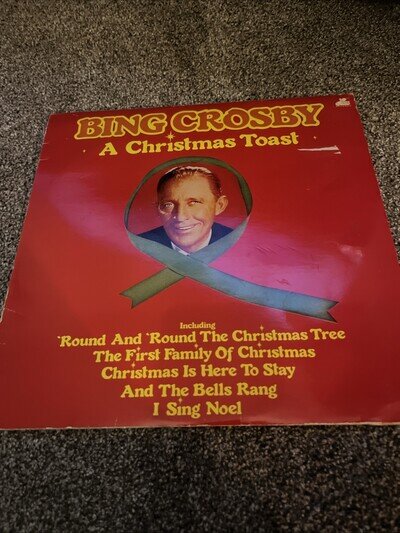 BING CROSBY
A Christmas Toast
Including
'Round And 'Round The Christmas Tree
The First Family Of Christmas
Christmas Is Here To Stay
And The Bells Rang
I Sing Noel